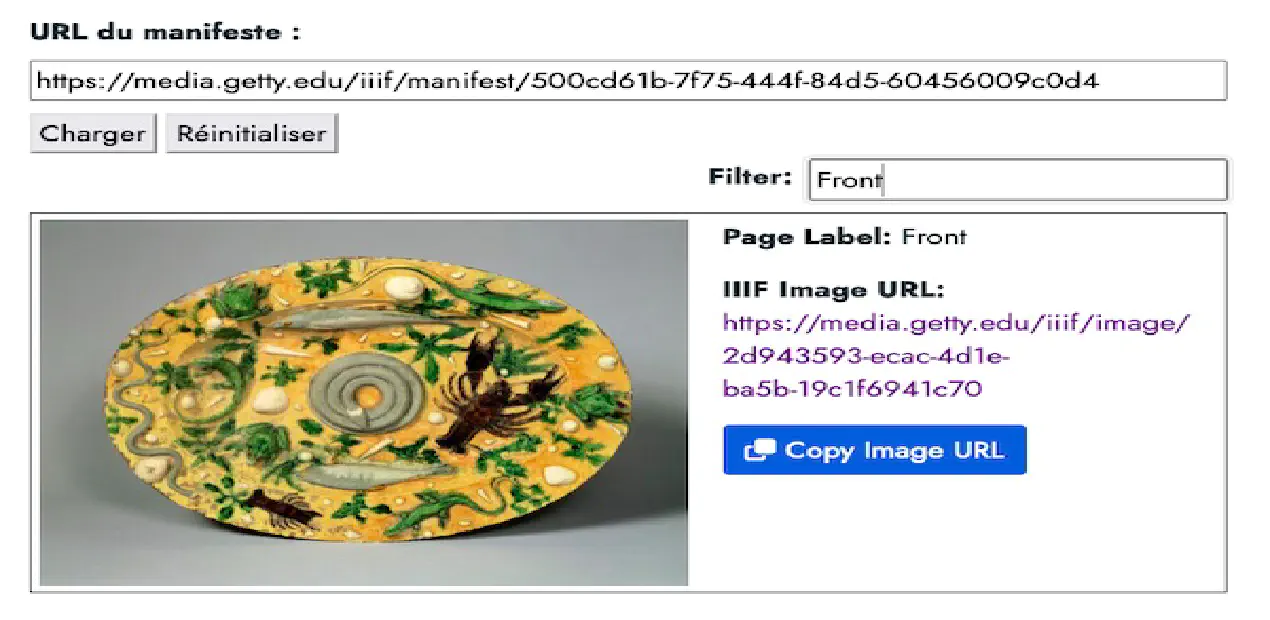 URL du manifeste :
https://media.getty.edu/iiif/manifest/500cd61b-7f75-444f-84d5-60456009c0d4
Charger Réinitialiser
Filter: Front
Page Label: Front
IIIF Image URL:
https://media.getty.edu/iiif/image/
2d943593-ecac-4d1e-
ba5b-19c1f6941c70
Copy Image URL